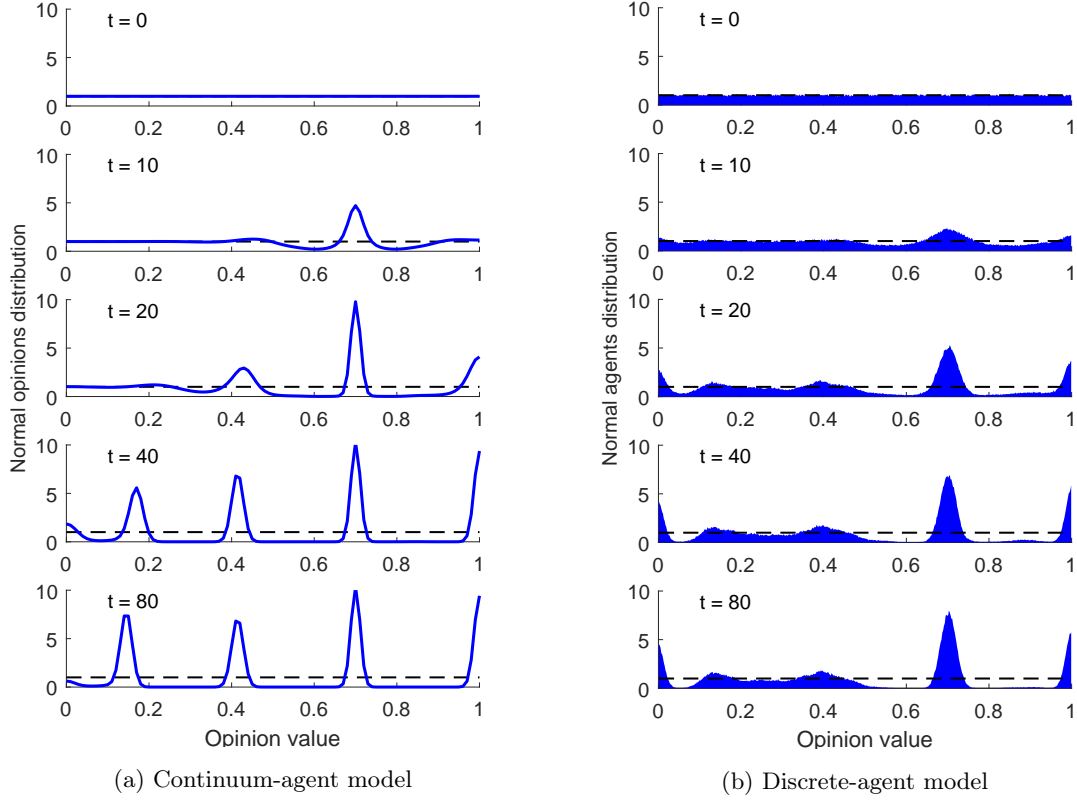 Normal opinions distribution
10
5
0
t = 0
0 0.2 0.4 0.6 0.8 1
10
5
0
t = 10
0 0.2 0.4 0.6 0.8 1
10
5
0
t = 20
0 0.2 0.4 0.6 0.8 1
10
5
0
t = 40
0 0.2 0.4 0.6 0.8 1
10
5
0
t = 80
0 0.2 0.4 0.6 0.8 1
Opinion value
(a) Continuum-agent model
Normal agents distribution
10
5
0
t = 0
0 0.2 0.4 0.6 0.8 1
10
5
0
t = 10
0 0.2 0.4 0.6 0.8 1
10
5
0
t = 20
0 0.2 0.4 0.6 0.8 1
10
5
0
t = 40
0 0.2 0.4 0.6 0.8 1
10
5
0
t = 80
0 0.2 0.4 0.6 0.8 1
Opinion value
(b) Discrete-agent model